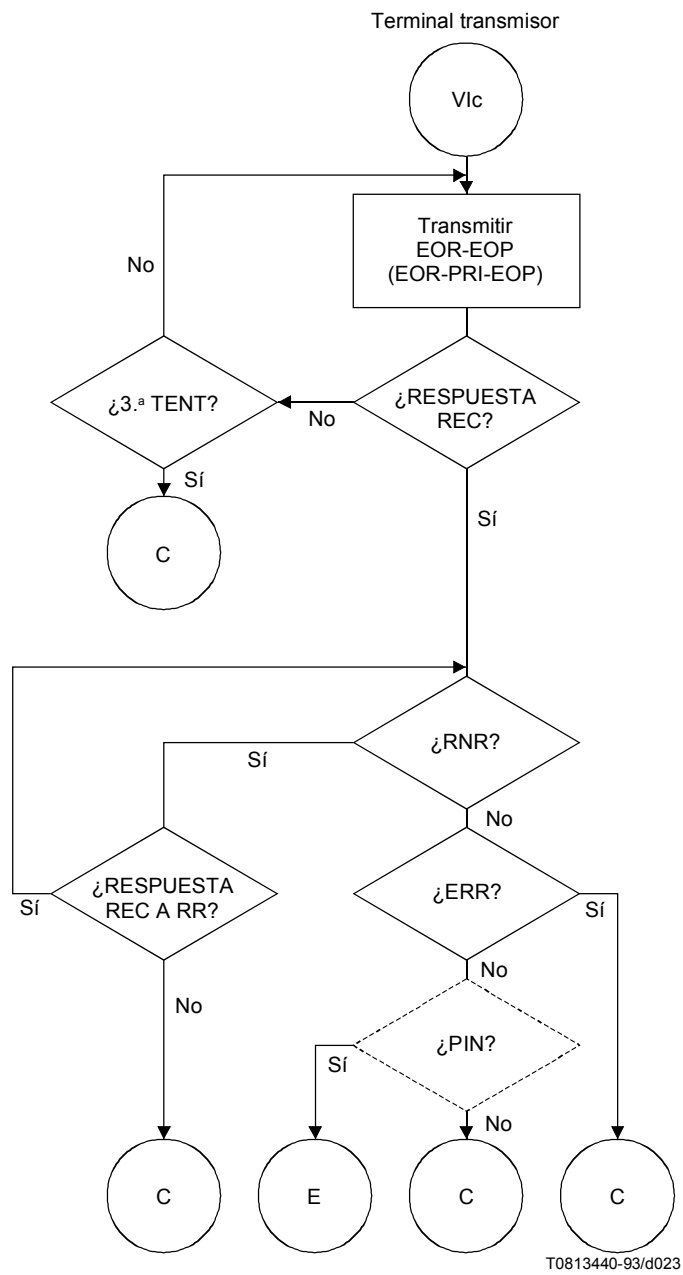 Terminal transmisor
VIc
Transmitir
EOR-EOP
(EOR-PRI-EOP)
No
¿3.ª TENT?
No
¿RESPUESTA
REC?
Sí
C
Sí
¿RNR?
Sí
No
¿RESPUESTA
REC A RR?
Sí
¿ERR?
Sí
No
No
¿PIN?
Sí
No
C
E
C
C
T0813440-93/d023